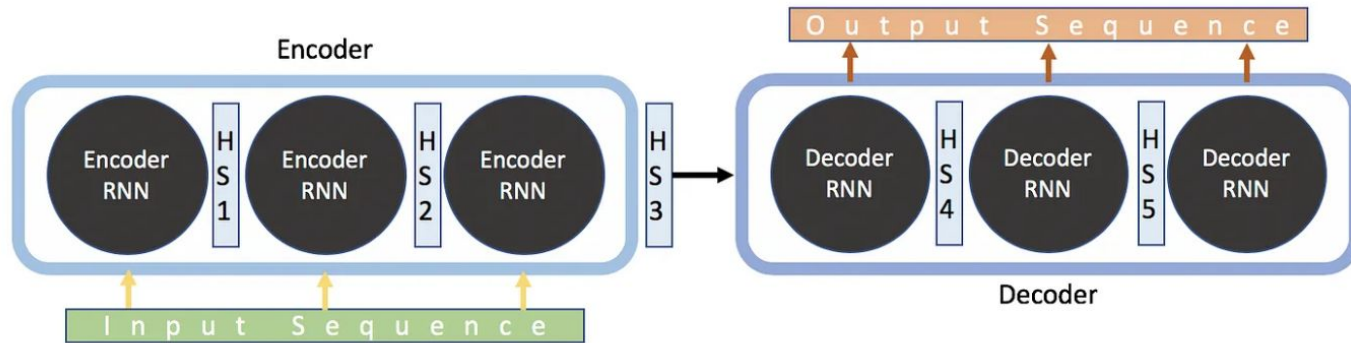 Encoder
Encoder
RNN
HS1
Encoder
RNN
HS2
Encoder
RNN
HS3
Input Sequence
Output Sequence
Decoder
RNN
HS4
Decoder
RNN
HS5
Decoder
RNN
Decoder